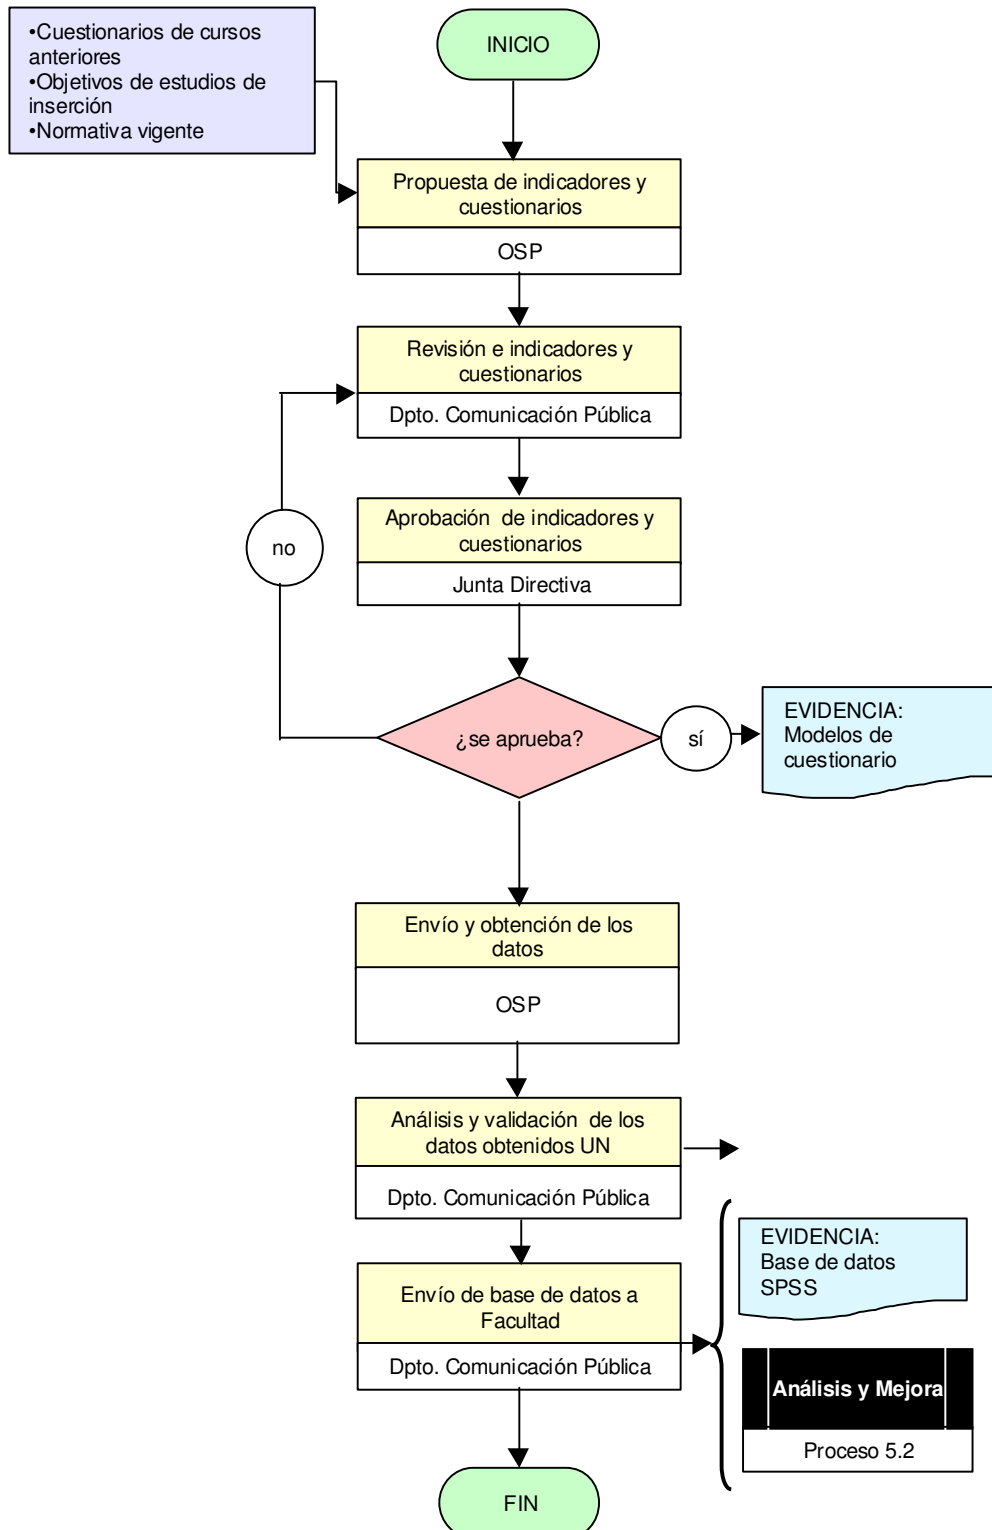 •Cuestionarios de cursos
anteriores
•Objetivos de estudios de
inserción
•Normativa vigente
INICIO
Propuesta de indicadores y
cuestionarios
OSP
Revisión e indicadores y
cuestionarios
Dpto. Comunicación Pública
Aprobación de indicadores y
cuestionarios
Junta Directiva
no
¿se aprueba?
sí
EVIDENCIA:
Modelos de
cuestionario
Envío y obtención de los
datos
OSP
Análisis y validación de los
datos obtenidos UN
Dpto. Comunicación Pública
Envío de base de datos a
Facultad
Dpto. Comunicación Pública
EVIDENCIA:
Base de datos
SPSS
Análisis y Mejora
Proceso 5.2
FIN